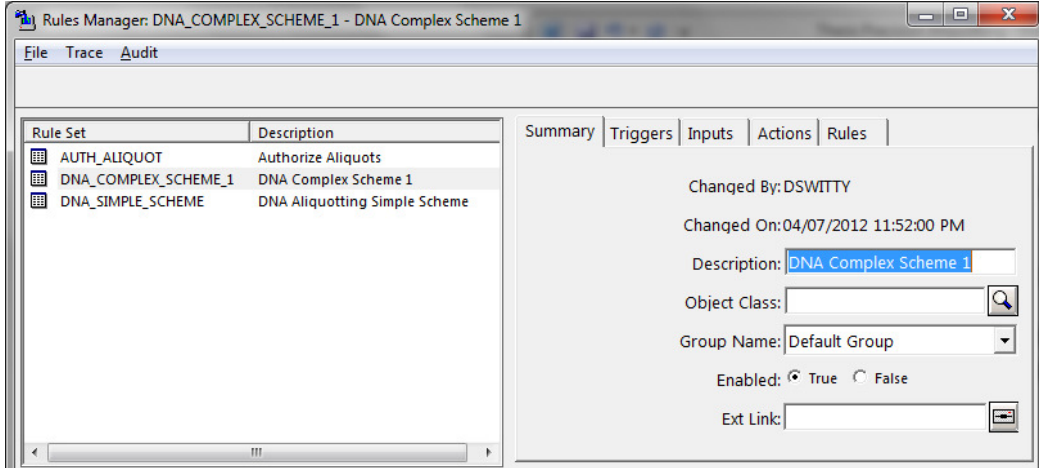 Rules Manager: DNA_COMPLEX_SCHEME_1 - DNA Complex Scheme 1
File Trace Audit
Rule Set Description
AUTH_ALIQUOT Authorize Aliquots
DNA_COMPLEX_SCHEME_1 DNA Complex Scheme 1
DNA_SIMPLE_SCHEME DNA Aliquotting Simple Scheme
Summary Triggers Inputs Actions Rules
Changed By: DSWITTY
Changed On: 04/07/2012 11:52:00 PM
Description: DNA Complex Scheme 1
Object Class:
Group Name: Default Group
Enabled: True False
Ext Link: